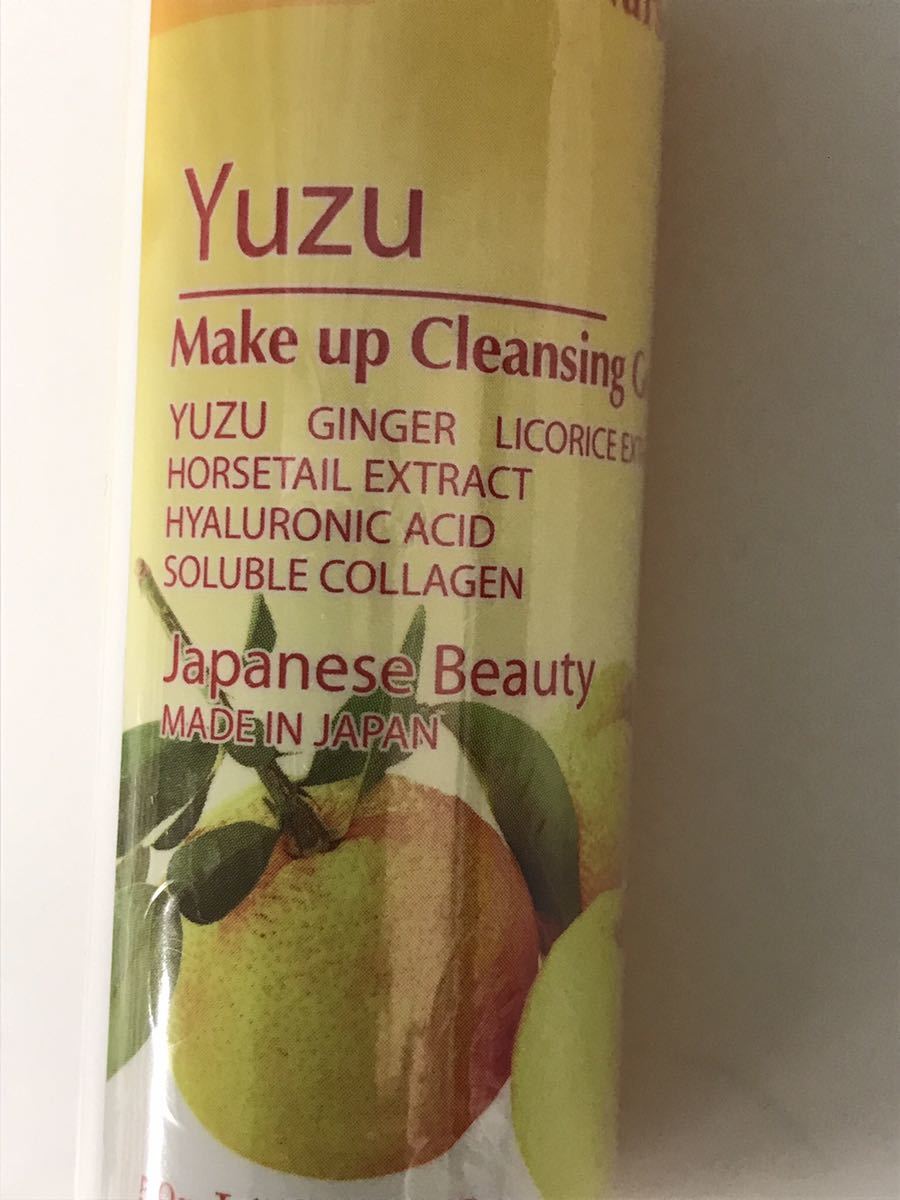 Yuzu
Make up Cleansing
YUZU GINGER LICORICE
HORSETAIL EXTRACT
HYALURONIC ACID
SOLUBLE COLLAGEN
Japanese Beauty
MADE IN JAPAN